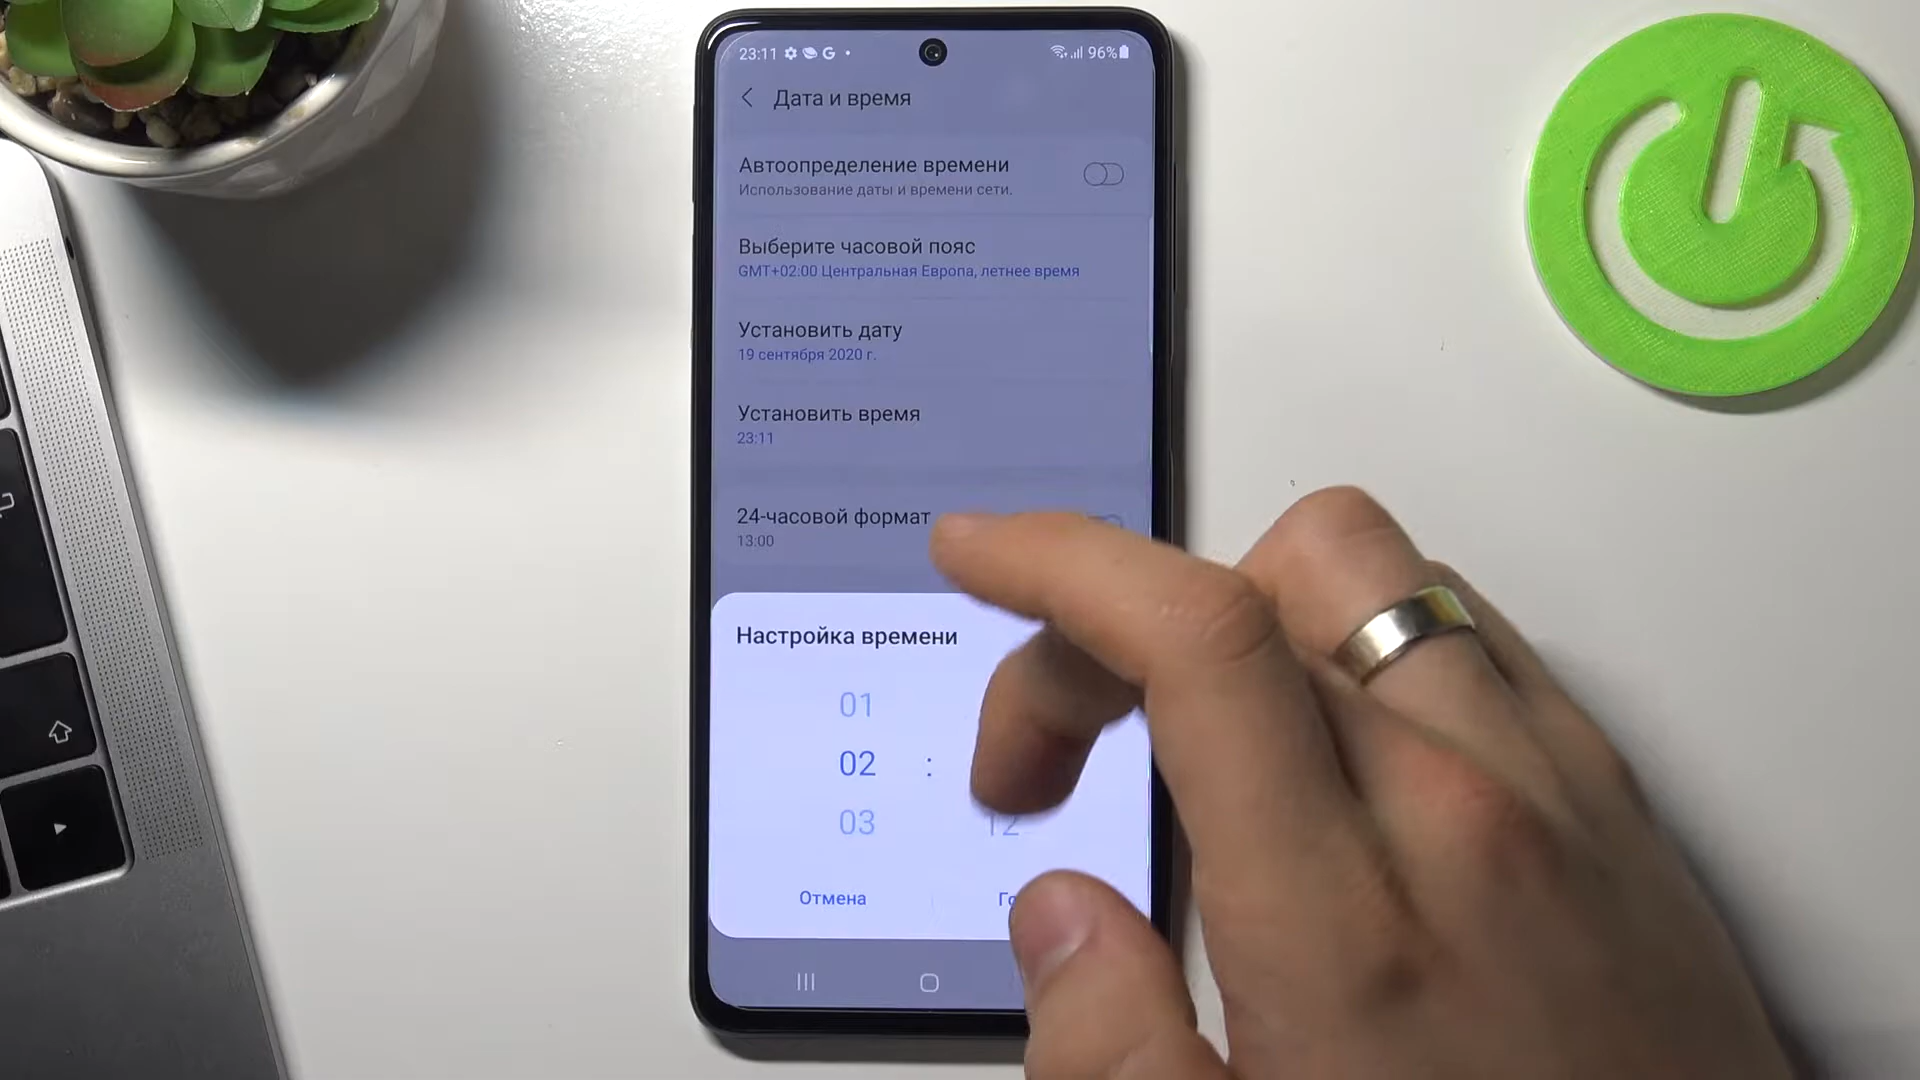 23:11 G 96%
Дата и время
Автоопределение времени
Использование даты и времени сети.
Выберите часовой пояс
GMT+02:00 Центральная Европа, летнее время
Установить дату
19 сентября 2020 г.
Установить время
23:11
24-часовой формат
13:00
Настройка времени
01
02 :
03 12
Отмена